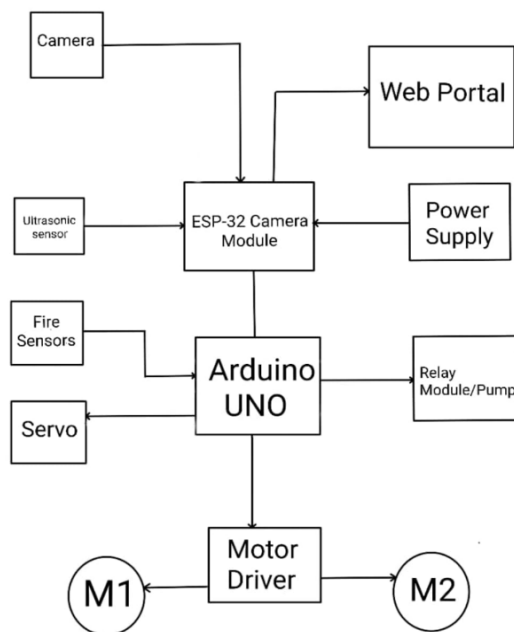 Camera
Web Portal
Ultrasonic
sensor
ESP-32 Camera
Module
Power
Supply
Fire
Sensors
Arduino
UNO
Relay
Module/Pump
Servo
Motor
Driver
M1
M2